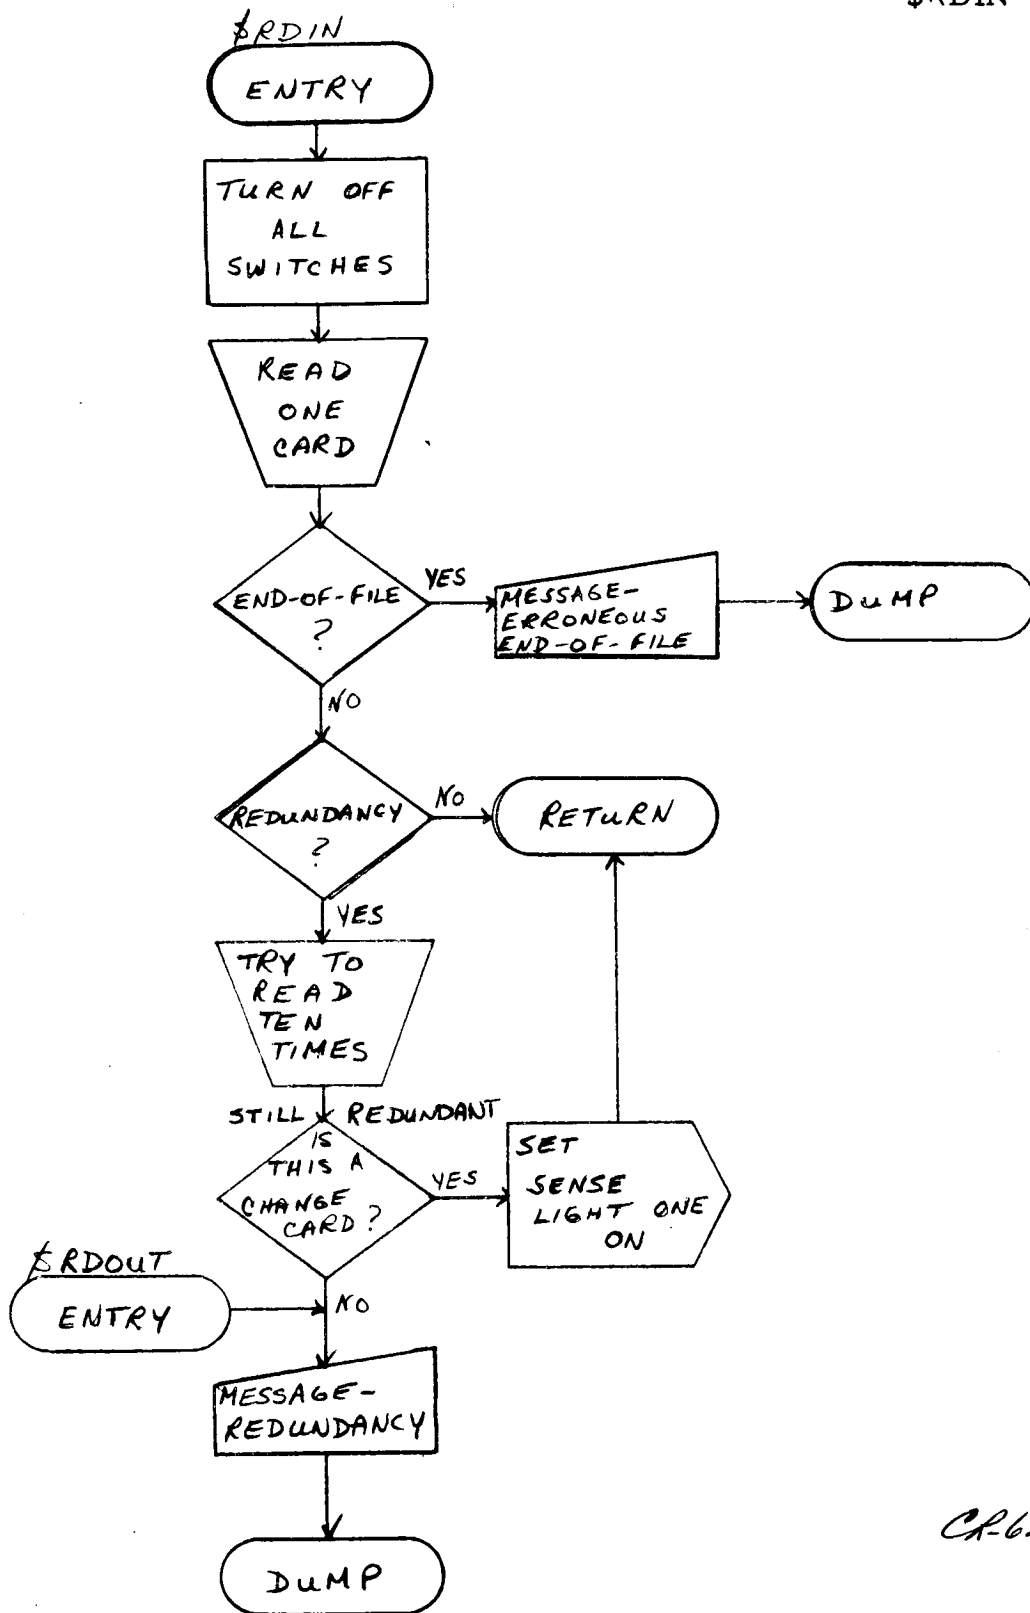 $RDIN
$RDIN
ENTRY
TURN OFF
ALL
SWITCHES
READ
ONE
CARD
END-OF-FILE
?
YES
MESSAGE-
ERRONEOUS
END-OF-FILE
DUMP
NO
REDUNDANCY
?
NO
RETURN
YES
TRY TO
READ
TEN
TIMES
STILL REDUNDANT
IS
THIS A
CHANGE
CARD?
YES
SET
SENSE
LIGHT ONE
ON
$RDOUT
ENTRY
NO
MESSAGE-
REDUNDANCY
DUMP